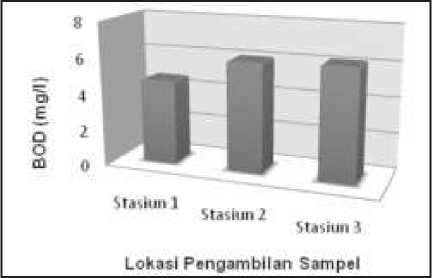 8
6
4
2
0
BOD (mg/l)
Stasiun 1
Stasiun 2
Stasiun 3
Lokasi Pengambilan Sampel